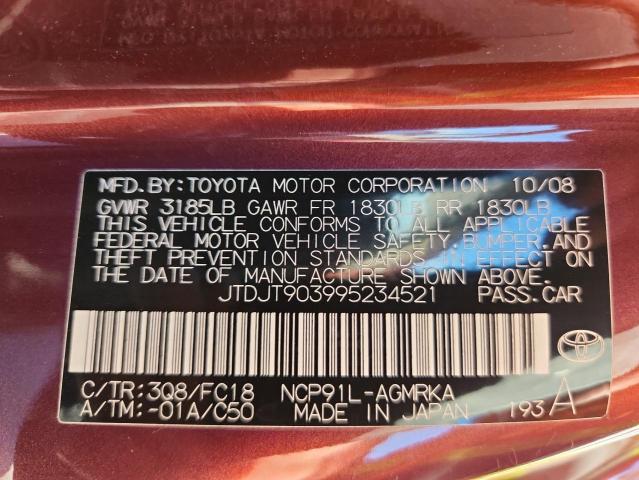 MFD.BY:TOYOTA MOTOR CORPORATION 10/08
GVWR 3185LB GAWR FR 1830LB RR 1830LB
THIS VEHICLE CONFORMS TO ALL APPLICABLE
FEDERAL MOTOR VEHICLE SAFETY,BUMPER,AND
THEFT PREVENTION STANDARDS IN EFFECT ON
THE DATE OF MANUFACTURE SHOWN ABOVE.
JTDJT903995234521 PASS.CAR
C/TR:3Q8/FC18 NCP91L-AGMRKA
A/TM:-01A/C50 MADE IN JAPAN 193 A